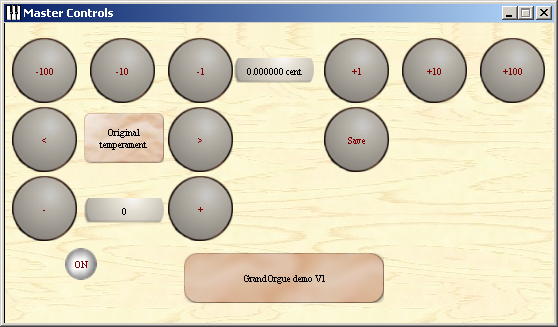 Master Controls
-100
-10
-1
0.000000 cent
+1
+10
+100
<
Original
temperament
>
Save
-
0
+
ON
GrandOrgue demo V1